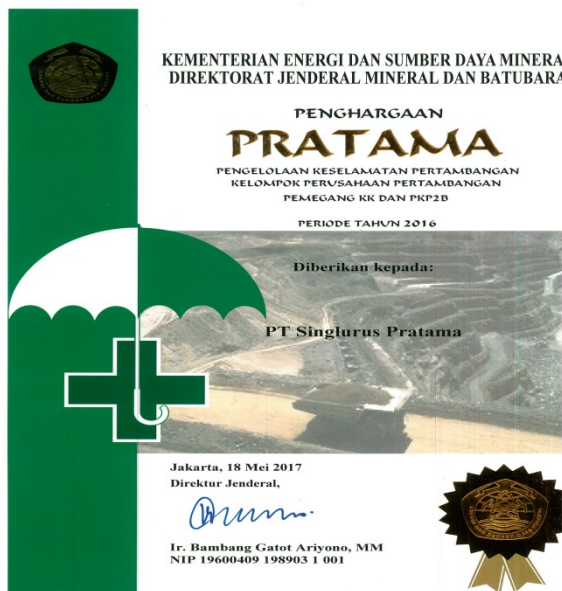 KEMENTERIAN ENERGI DAN SUMBER DAYA MINERA
DIREKTORAT JENDERAL MINERAL DAN BATUBARA
PENGHARGAAN
PRATAMA
PENGELOLAAN KESELAMATAN PERTAMBANGAN
KELOMPOK PERUSAHAAN PERTAMBANGAN
PEMEGANG KK DAN PKP2B
PERIODE TAHUN 2016
Diberikan kepada:
PT Singlurus Pratama
Jakarta, 18 Mei 2017
Direktur Jenderal,
Ir. Bambang Gatot Ariyono, MM
NIP 19600409 198903 1 001